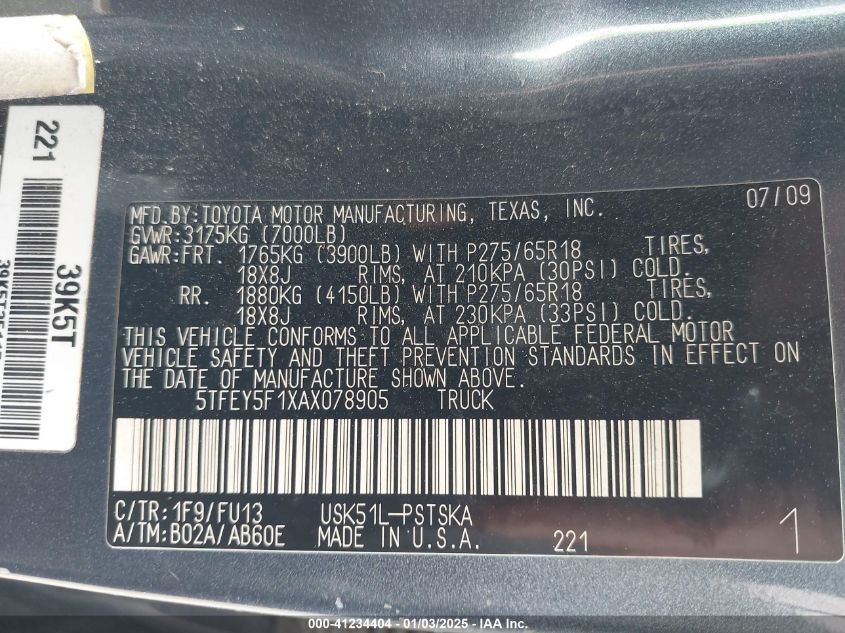 221
39K5T
MFD.BY:TOYOTA MOTOR MANUFACTURING, TEXAS, INC. 07/09
GVWR:3175KG (7000LB)
GAWR:FRT. 1765KG (3900LB) WITH P275/65R18 TIRES,
18X8J RIMS, AT 210KPA (30PSI) COLD.
RR. 1880KG (4150LB) WITH P275/65R18 TIRES,
18X8J RIMS, AT 230KPA (33PSI) COLD.
THIS VEHICLE CONFORMS TO ALL APPLICABLE FEDERAL MOTOR
VEHICLE SAFETY AND THEFT PREVENTION STANDARDS IN EFFECT ON
THE DATE OF MANUFACTURE SHOWN ABOVE.
5TFEY5F1XAX078905 TRUCK
C/TR:1F9/FU13 USK51L-PSTSKA
A/TM:B02A/AB60E MADE IN U.S.A. 221 1
000-41234404 - 01/03/2025 - IAA Inc.